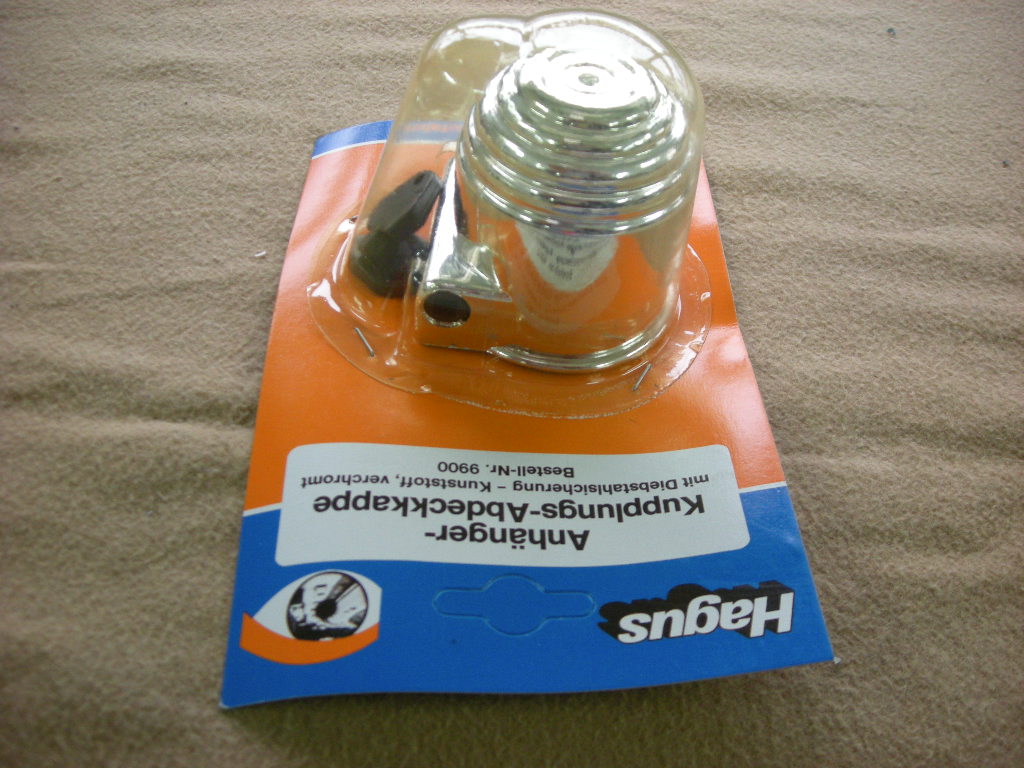 Hagus
Anhänger-
Kupplungs-Abdeckkappe
mit Diebstahlsicherung - Kunststoff, verchromt
Bestell-Nr. 9900